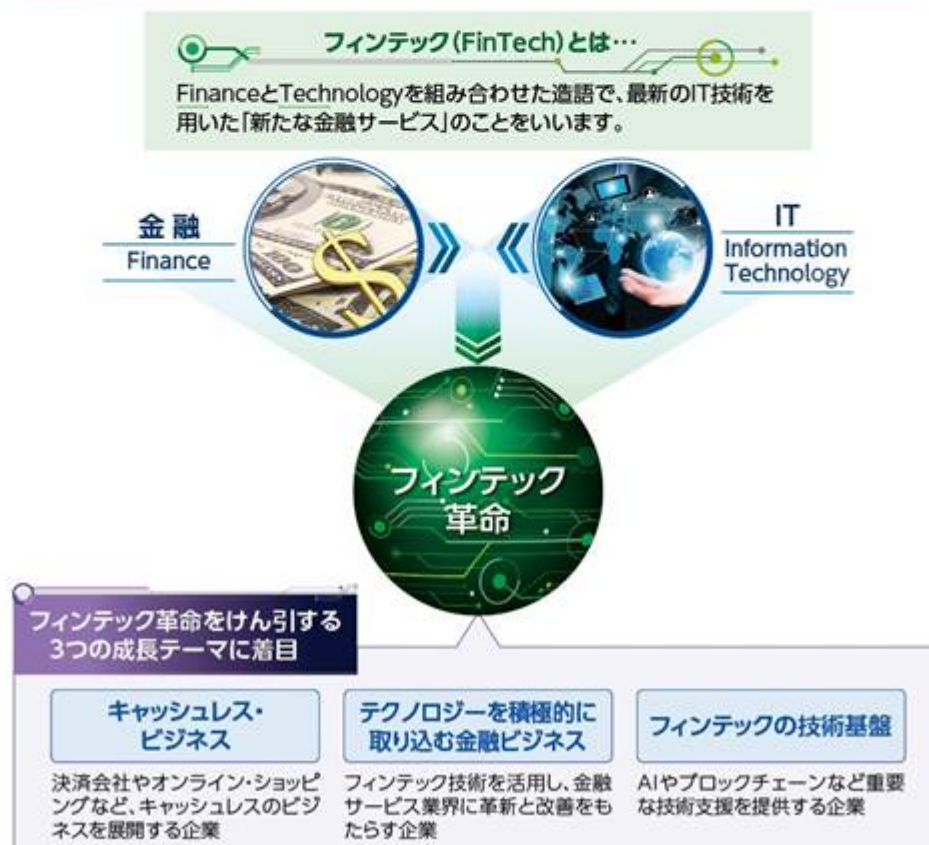 フィンテック(FinTech)とは…
FinanceとTechnologyを組み合わせた造語で、最新のIT技術を
用いた「新たな金融サービス」のことをいいます。
金融
Finance
IT
Information
Technology
フィンテック
革命
フィンテック革命をけん引する
3つの成長テーマに着目
キャッシュレス・
ビジネス
決済会社やオンライン・ショッピ
ングなど、キャッシュレスのビジ
ネスを展開する企業
テクノロジーを積極的に
取り込む金融ビジネス
フィンテック技術を活用し、金融
サービス業界に革新と改善をも
たらす企業
フィンテックの技術基盤
AIやブロックチェーンなど重要
な技術支援を提供する企業